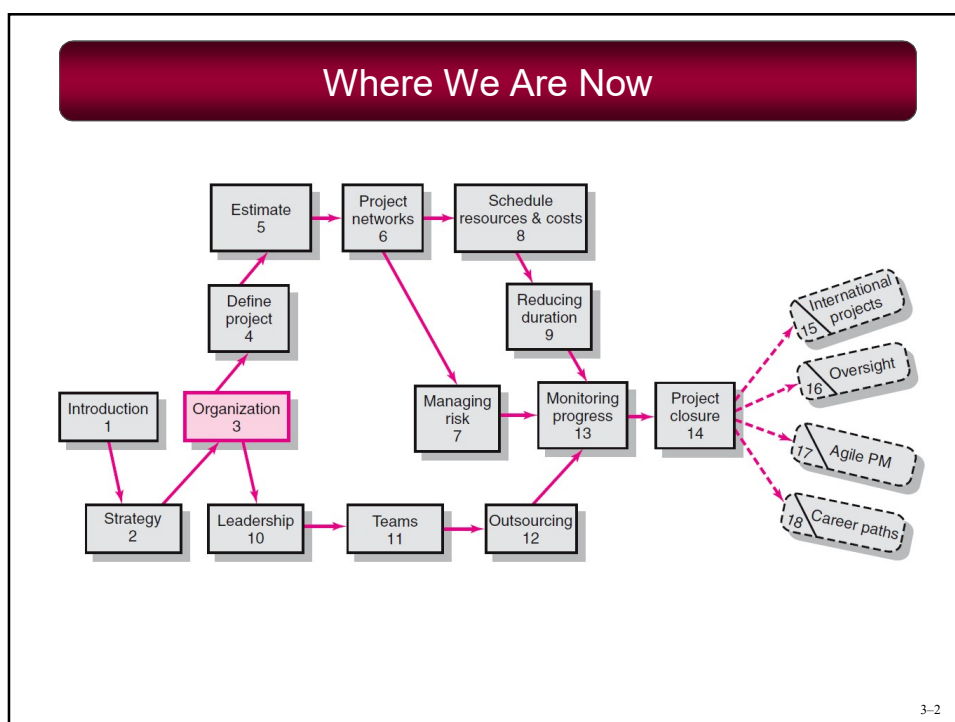 Where We Are Now
Estimate
5
Project
networks
6
Schedule
resources & costs
8
Define
project
4
Reducing
duration
9
International
projects
15
Oversight
16
Introduction
1
Organization
3
Managing
risk
7
Monitoring
progress
13
Project
closure
14
Agile PM
17
Strategy
2
Leadership
10
Teams
11
Outsourcing
12
Career paths
18
3–2